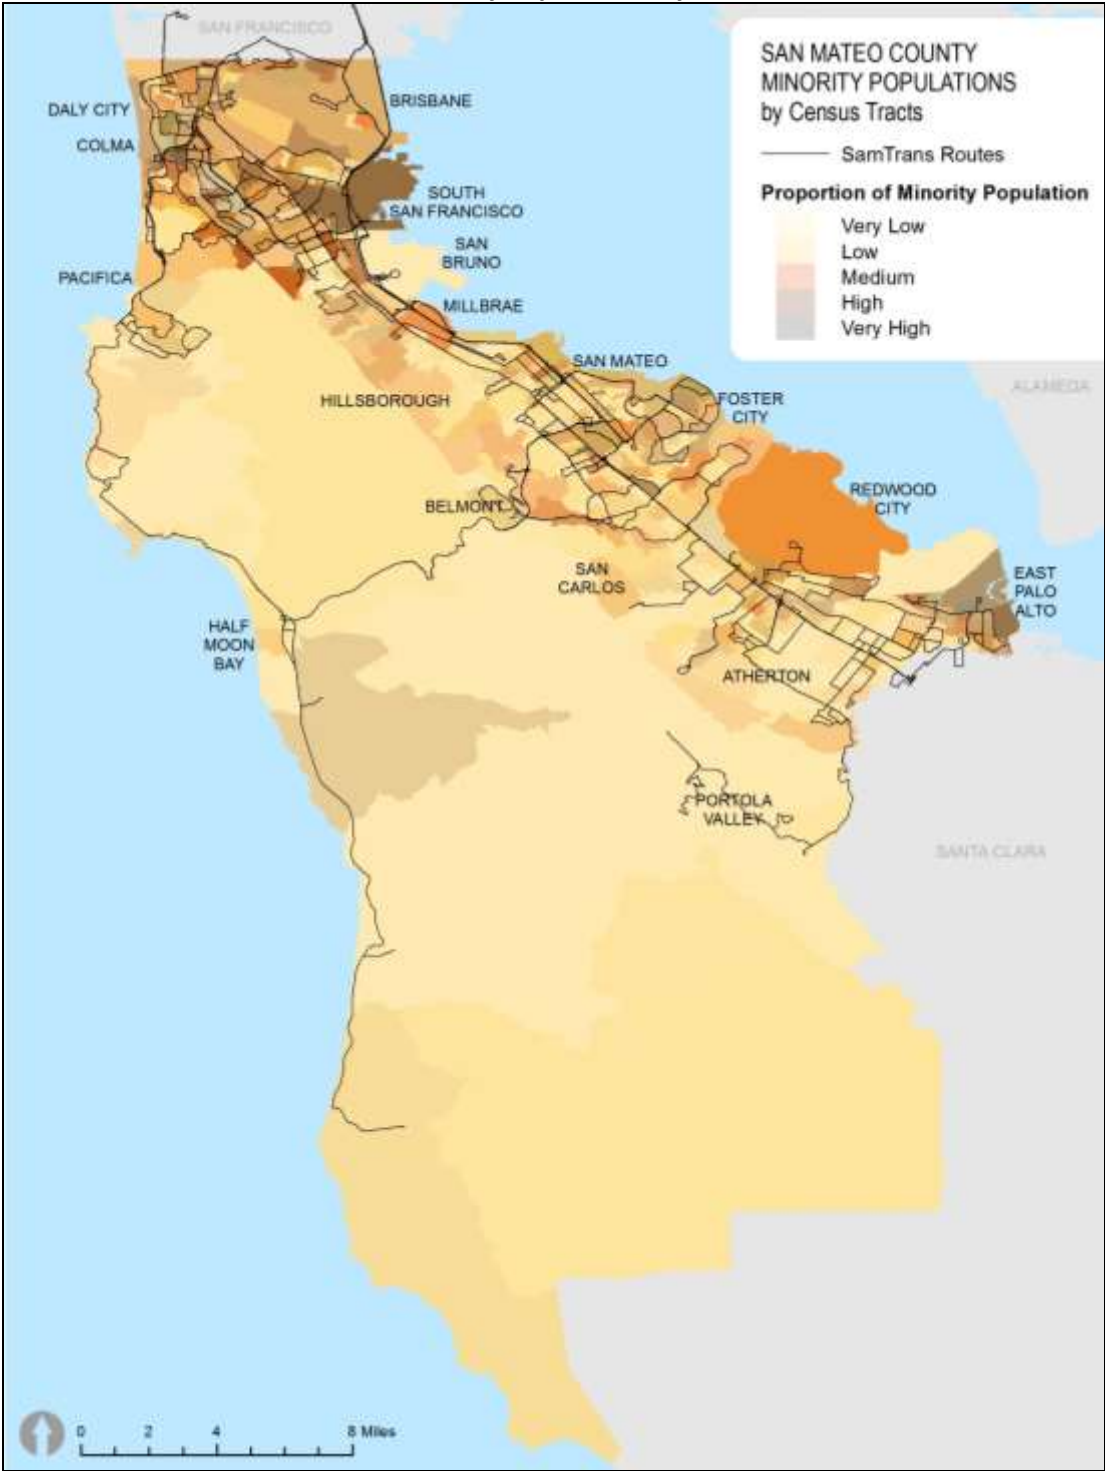 SAN FRANCISCO
SAN MATEO COUNTY
MINORITY POPULATIONS
by Census Tracts
SamTrans Routes
Proportion of Minority Population
Very Low
Low
Medium
High
Very High
DALY CITY
BRISBANE
COLMA
SOUTH
SAN FRANCISCO
SAN
BRUNO
PACIFICA
MILLBRAE
SAN MATEO
ALAMEDA
HILLSBOROUGH
FOSTER
CITY
BELMONT
REDWOOD
CITY
SAN
CARLOS
EAST
PALO
ALTO
HALF
MOON
BAY
ATHERTON
PORTOLA
VALLEY
SANTA CLARA
0 2 4 8 Miles